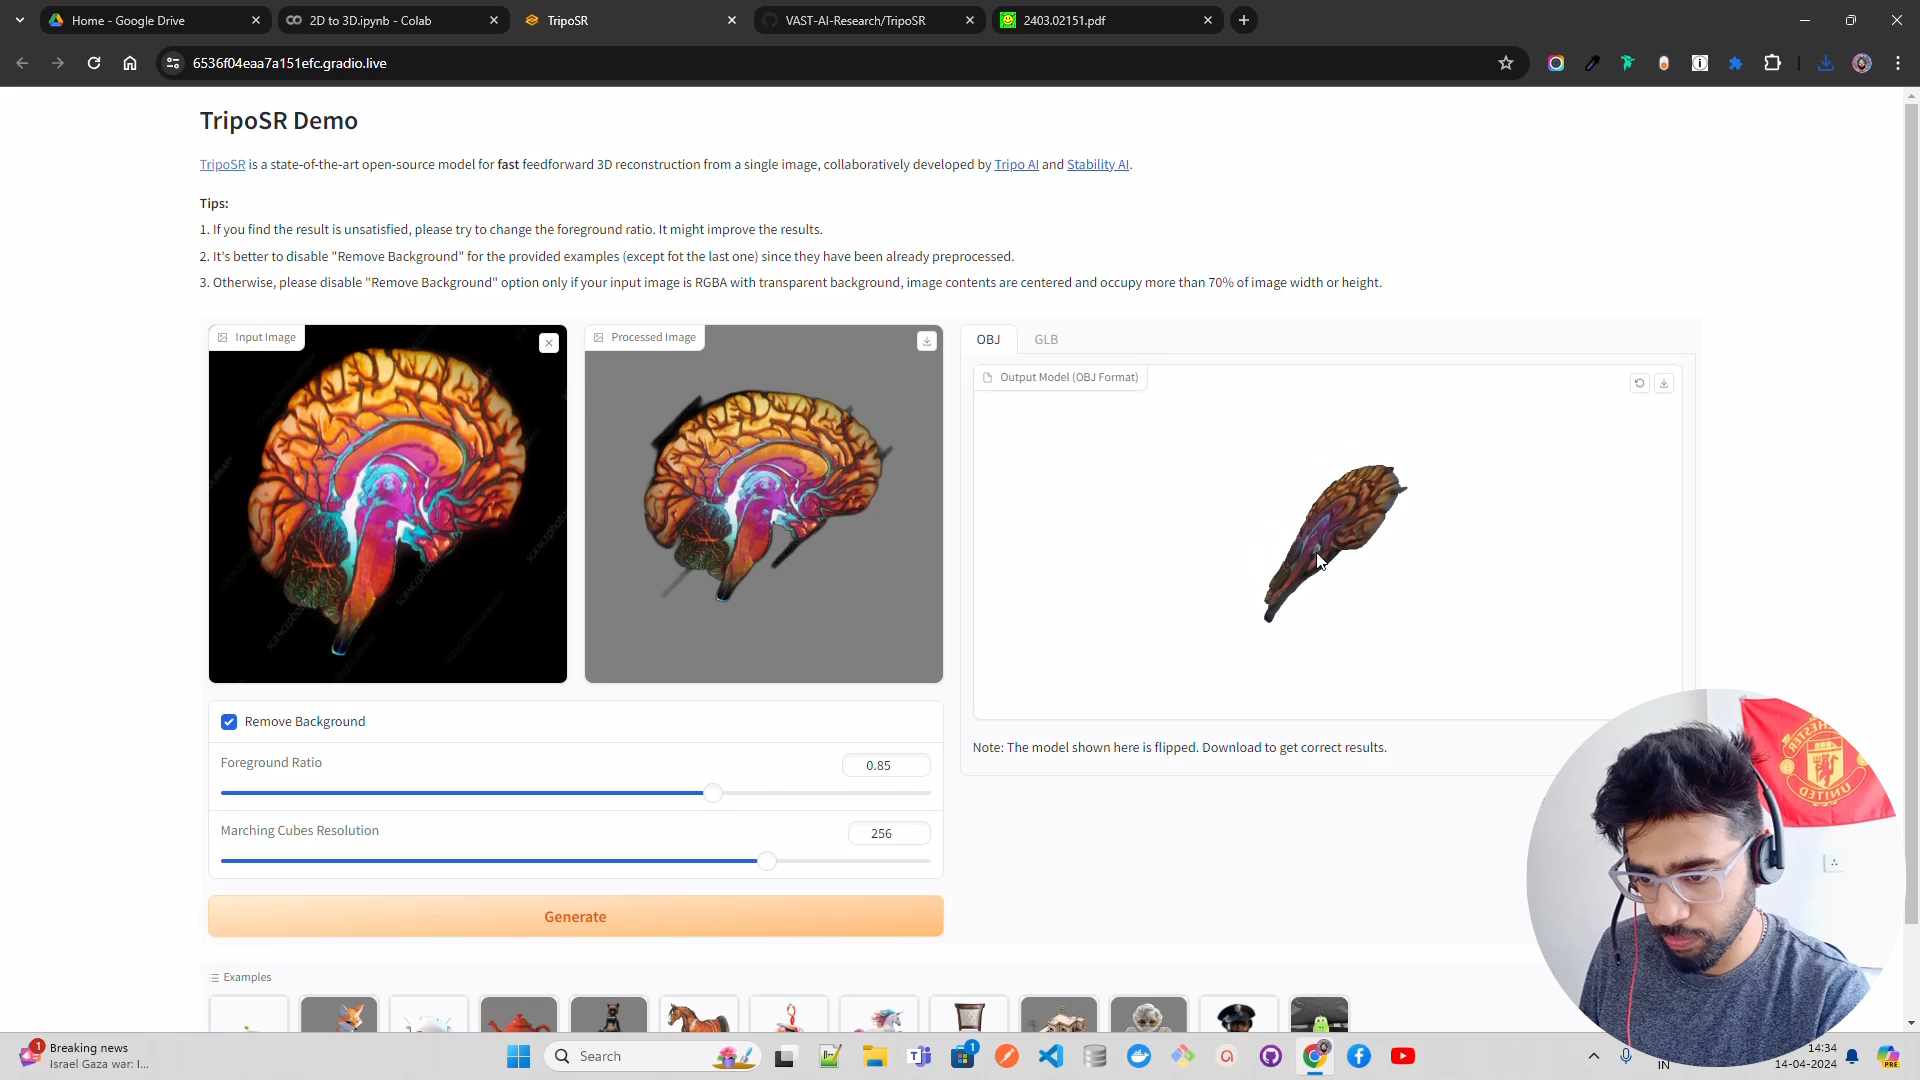 Home - Google Drive
2D to 3D.ipynb - Colab
TripoSR
VAST-AI-Research/TripoSR
2403.02151.pdf
6536f04eaa7a151efc.gradio.live
TripoSR Demo
TripoSR is a state-of-the-art open-source model for fast feedforward 3D reconstruction from a single image, collaboratively developed by Tripo AI and Stability AI.
Tips:
1. If you find the result is unsatisfied, please try to change the foreground ratio. It might improve the results.
2. It's better to disable "Remove Background" for the provided examples (except fot the last one) since they have been already preprocessed.
3. Otherwise, please disable "Remove Background" option only if your input image is RGBA with transparent background, image contents are centered and occupy more than 70% of image width or height.
Input Image
Processed Image
OBJ
GLB
Output Model (OBJ Format)
Note: The model shown here is flipped. Download to get correct results.
Remove Background
Foreground Ratio
0.85
Marching Cubes Resolution
256
Generate
Examples
UNITED
1
Breaking news
Israel Gaza war: I...
Search
1
IN
14:34
14-04-2024
PRE